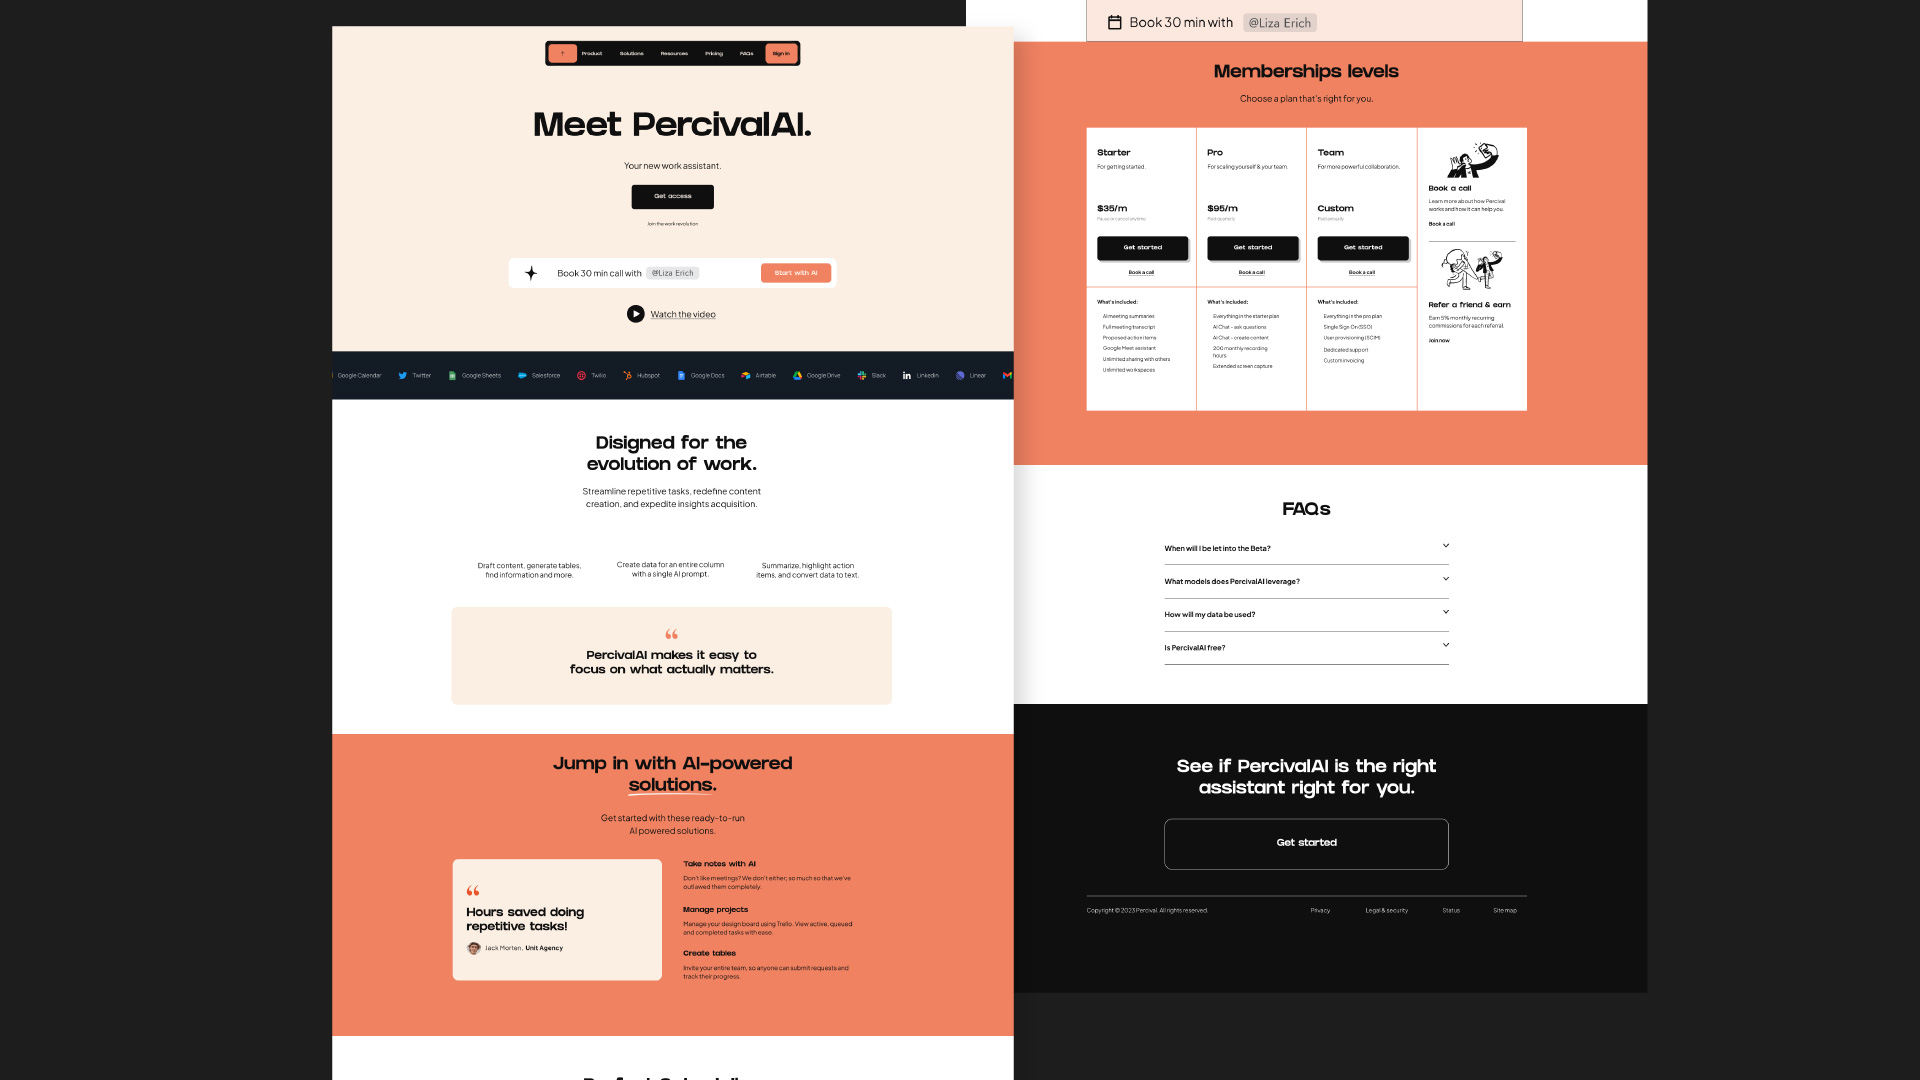 Product
Solutions
Resources
Pricing
FAQs
Sign in
Meet PercivalAI.
Your new work assistant.
Get access
Join the work revolution
Book 30 min call with @Liza Erich
Start with AI
Watch the video
Google Calendar
Twitter
Google Sheets
Salesforce
Twilio
Hubspot
Google Docs
Airtable
Google Drive
Slack
Linkedin
Linear
Disigned for the
evolution of work.
Streamline repetitive tasks, redefine content
creation, and expedite insights acquisition.
Draft content, generate tables,
find information and more.
Create data for an entire column
with a single AI prompt.
Summarize, highlight action
items, and convert data to text.
“
PercivalAI makes it easy to
focus on what actually matters.
Jump in with AI-powered
solutions.
Get started with these ready-to-run
AI powered solutions.
“
Hours saved doing
repetitive tasks!
Jack Morten, Unit Agency
Take notes with AI
Don't like meetings? We don't either; so much so that we've
outlawed them completely.
Manage projects
Manage your design board using Trello. View active, queued
and completed tasks with ease.
Create tables
Invite your entire team, so anyone can submit requests and
track their progress.
Book 30 min with @Liza Erich
Memberships levels
Choose a plan that's right for you.
Starter
For getting started.
$35/m
Pause or cancel anytime
Get started
Book a call
What's included:
AI meeting summaries
Full meeting transcript
Proposed action items
Google Meet assistant
Unlimited sharing with others
Unlimited workspaces
Pro
For scaling yourself & your team.
$95/m
Paid quarterly
Get started
Book a call
What's included:
Everything in the starter plan
AI Chat - ask questions
AI Chat - create content
200 monthly recording
hours
Extended screen capture
Team
For more powerful collaboration.
Custom
Paid annually
Get started
Book a call
What's included:
Everything in the pro plan
Single Sign On (SSO)
User provisioning (SCIM)
Dedicated support
Custom invoicing
Book a call
Learn more about how Percival
works and how it can help you.
Book a call
Refer a friend & earn
Earn 5% monthly recurring
commissions for each referral.
Join now
FAQs
When will I be let into the Beta?
What models does PercivalAI leverage?
How will my data be used?
Is PercivalAI free?
See if PercivalAI is the right
assistant right for you.
Get started
Copyright © 2023 Percival. All rights reserved.
Privacy
Legal & security
Status
Sitemap